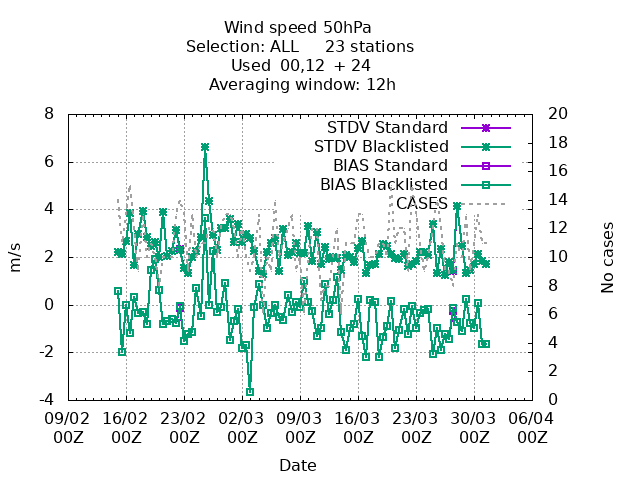 Wind speed 50hPa
Selection: ALL 23 stations
Used 00,12 + 24
Averaging window: 12h
8 20
STDV Standard
18
STDV Blacklisted
6 16
BIAS Standard
BIAS Blacklisted
4 14
CASES
12
2 10
m/s
No cases
8
0 6
4
-2
2
-4 0
09/02 16/02 23/02 02/03 09/03 16/03 23/03 30/03 06/04
00Z 00Z 00Z 00Z 00Z 00Z 00Z 00Z 00Z
Date